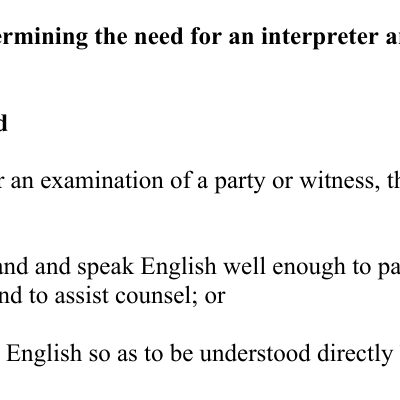 ermining the need for an interpreter a
d
r an examination of a party or witness, th
and and speak English well enough to pa
nd to assist counsel; or
English so as to be understood directly